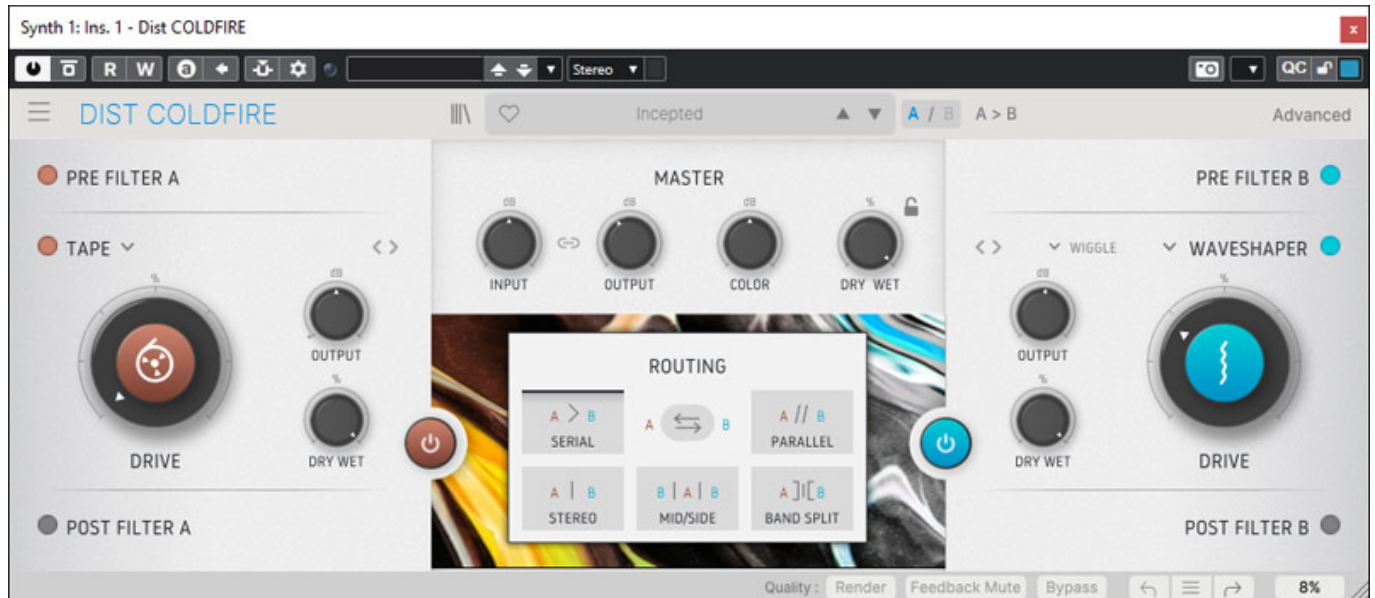 Synth 1: Ins. 1 - Dist COLDFIRE
x
R W a Stereo QC
DIST COLDFIRE Incepted A / B A > B Advanced
PRE FILTER A
TAPE
%
DRIVE
dB
OUTPUT
%
DRY WET
POST FILTER A
MASTER
dB dB dB %
INPUT OUTPUT COLOR DRY WET
ROUTING
A > B
SERIAL
A B
A // B
PARALLEL
A | B
STEREO
B | A | B
MID/SIDE
A ]I[ B
BAND SPLIT
PRE FILTER B
WIGGLE WAVESHAPER
dB
OUTPUT
%
DRY WET
%
DRIVE
POST FILTER B
Quality : Render Feedback Mute Bypass 8%